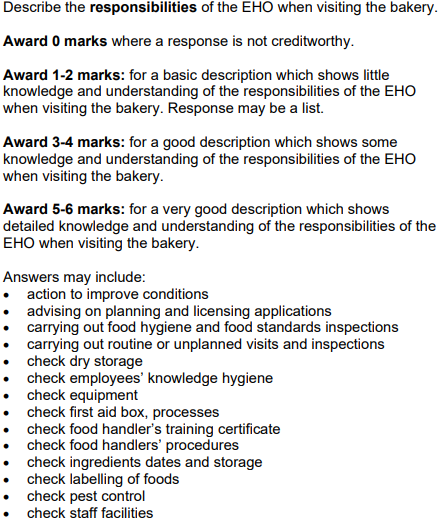 Describe the responsibilities of the EHO when visiting the bakery.
Award 0 marks where a response is not creditworthy.
Award 1-2 marks: for a basic description which shows little
knowledge and understanding of the responsibilities of the EHO
when visiting the bakery. Response may be a list.
Award 3-4 marks: for a good description which shows some
knowledge and understanding of the responsibilities of the EHO
when visiting the bakery.
Award 5-6 marks: for a very good description which shows
detailed knowledge and understanding of the responsibilities of the
EHO when visiting the bakery.
Answers may include:
• action to improve conditions
• advising on planning and licensing applications
• carrying out food hygiene and food standards inspections
• carrying out routine or unplanned visits and inspections
• check dry storage
• check employees' knowledge hygiene
• check equipment
• check first aid box, processes
• check food handler's training certificate
• check food handlers' procedures
• check ingredients dates and storage
• check labelling of foods
• check pest control
• check staff facilities